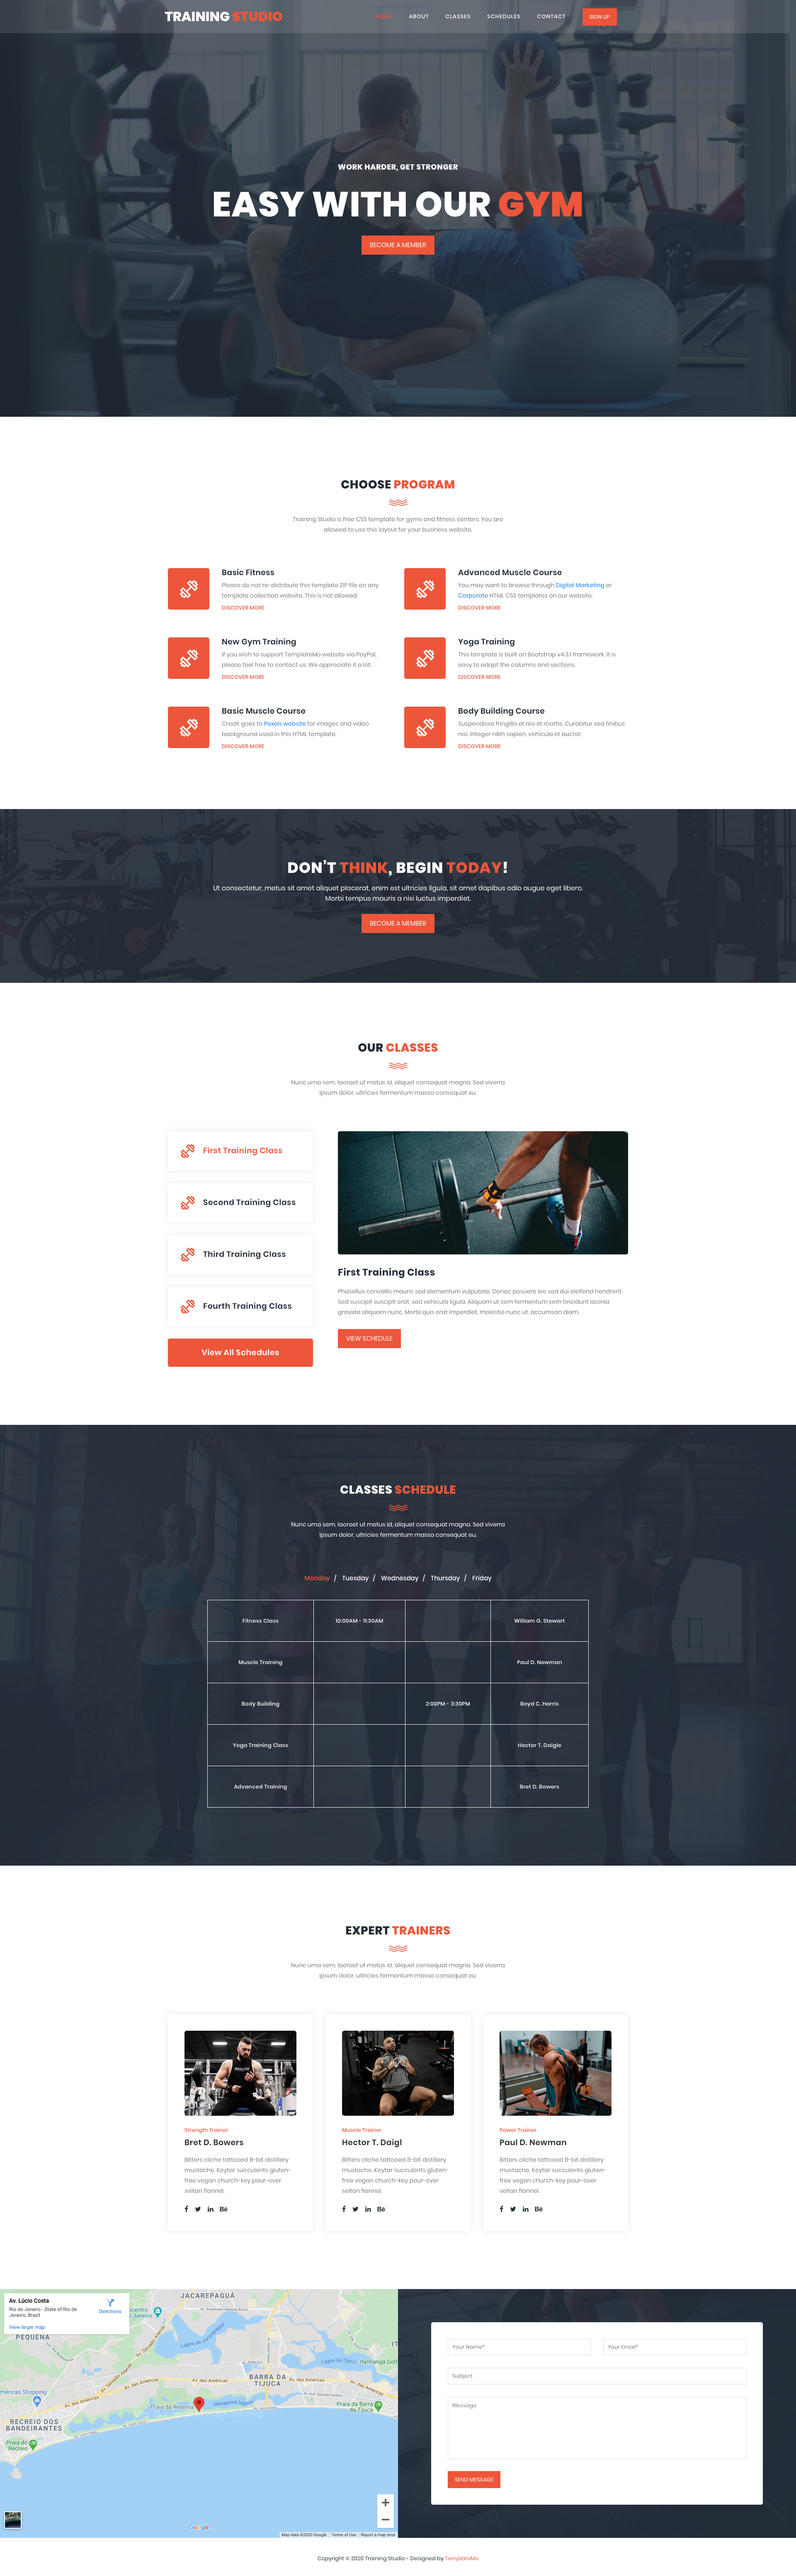 TRAINING STUDIO
HOME
ABOUT
CLASSES
SCHEDULES
CONTACT
SIGN UP
WORK HARDER, GET STRONGER
EASY WITH OUR GYM
BECOME A MEMBER
CHOOSE PROGRAM
Training Studio is free CSS template for gyms and fitness centers. You are
allowed to use this layout for your business website.
Basic Fitness
Please do not re-distribute this template ZIP file on any
template collection website. This is not allowed.
DISCOVER MORE
Advanced Muscle Course
You may want to browse through Digital Marketing or
Corporate HTML CSS templates on our website.
DISCOVER MORE
New Gym Training
If you wish to support TemplateMo website via PayPal,
please feel free to contact us. We appreciate it a lot.
DISCOVER MORE
Yoga Training
This template is built on Bootstrap v4.3.1 framework. It is
easy to adapt the columns and sections.
DISCOVER MORE
Basic Muscle Course
Credit goes to Pexels website for images and video
background used in this HTML template.
DISCOVER MORE
Body Building Course
Suspendisse fringilla et nisi et mattis. Curabitur sed finibus
nisi. Integer nibh sapien, vehicula et auctor.
DISCOVER MORE
DON'T THINK, BEGIN TODAY!
Ut consectetur, metus sit amet aliquet placerat, enim est ultricies ligula, sit amet dapibus odio augue eget libero.
Morbi tempus mauris a nisi luctus imperdiet.
BECOME A MEMBER
OUR CLASSES
Nunc urna sem, laoreet ut metus id, aliquet consequat magna. Sed viverra
ipsum dolor, ultricies fermentum massa consequat eu.
First Training Class
Second Training Class
Third Training Class
Fourth Training Class
View All Schedules
First Training Class
Phasellus convallis mauris sed elementum vulputate. Donec posuere leo sed dui eleifend hendrerit.
Sed suscipit suscipit erat, sed vehicula ligula. Aliquam ut sem fermentum sem tincidunt lacinia
gravida aliquam nunc. Morbi quis erat imperdiet, molestie nunc ut, accumsan diam.
VIEW SCHEDULE
CLASSES SCHEDULE
Nunc urna sem, laoreet ut metus id, aliquet consequat magna. Sed viverra
ipsum dolor, ultricies fermentum massa consequat eu.
Monday / Tuesday / Wednesday / Thursday / Friday
Fitness Class 10:00AM - 11:30AM William G. Stewart
Muscle Training Paul D. Newman
Body Building 2:00PM - 3:30PM Boyd C. Harris
Yoga Training Class Hector T. Daigle
Advanced Training Bret D. Bowers
EXPERT TRAINERS
Nunc urna sem, laoreet ut metus id, aliquet consequat magna. Sed viverra
ipsum dolor, ultricies fermentum massa consequat eu.
Strength Trainer
Bret D. Bowers
Bitters cliche tattooed 8-bit distillery
mustache. Keytar succulents gluten-
free vegan church-key pour-over
seitan flannel.
Bē
Muscle Trainer
Hector T. Daigl
Bitters cliche tattooed 8-bit distillery
mustache. Keytar succulents gluten-
free vegan church-key pour-over
seitan flannel.
Bē
Power Trainer
Paul D. Newman
Bitters cliche tattooed 8-bit distillery
mustache. Keytar succulents gluten-
free vegan church-key pour-over
seitan flannel.
Bē
Av. Lúcio Costa
Rio de Janeiro - State of Rio de
Janeiro, Brazil
Directions
View larger map
JACAREPAGUÁ
PEQUENA
Itanhangá Golf
BARRA DA
TIJUCA
Av. das Américas
Shopping
RECREIO DOS
BANDEIRANTES
Praia da Reserva
Praia da Barra
da Tijuca
Praia do
Recreio
Google
Map data ©2020 Google
Terms of Use
Report a map error
Your Name*
Your Email*
Subject
Message
SEND MESSAGE
Copyright © 2020 Training Studio - Designed by TemplateMo